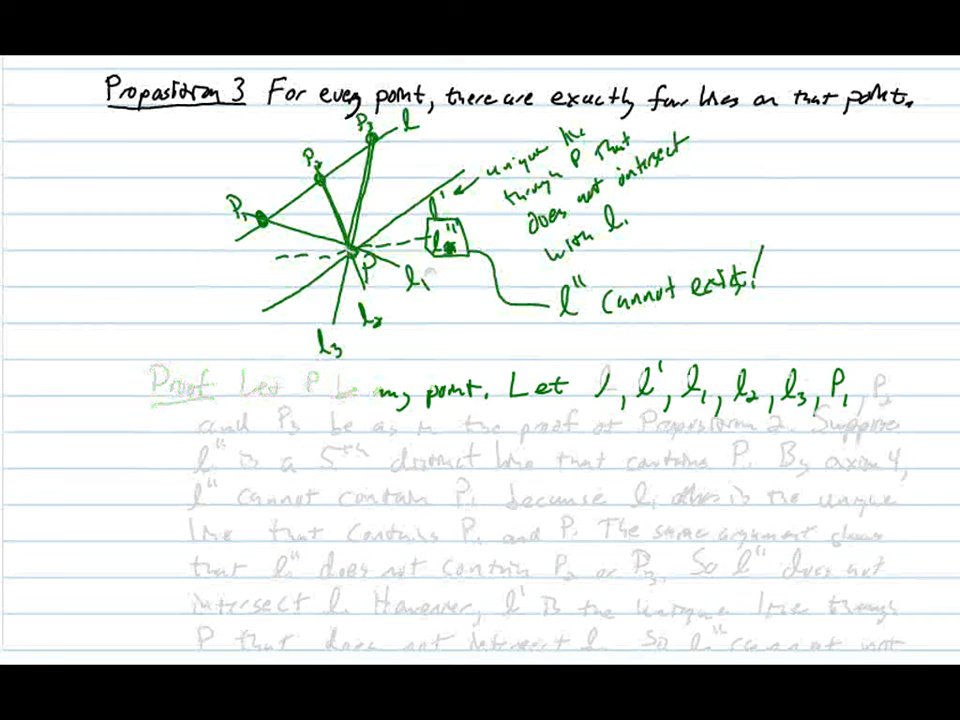 Proposition 3 For every point, there are exactly four lines on that point.
P3 l
P2
P1
l' unique line
through P that
does not intersect
with l.
l''
P
l1
l2
l3
l'' cannot exist!
Proof Let P be any point. Let l, l', l1, l2, l3, P1, P2
and P3 be as in the proof of Proposition 2. Suppose
l'' is a 5th distinct line that contains P. By axiom 4,
l'' cannot contain P1 because l1 is the unique
line that contains P1 and P. The same argument shows
that l'' does not contain P2 or P3. So l'' does not
intersect l. However, l' is the unique line through
P that does not intersect l. So l'' cannot not